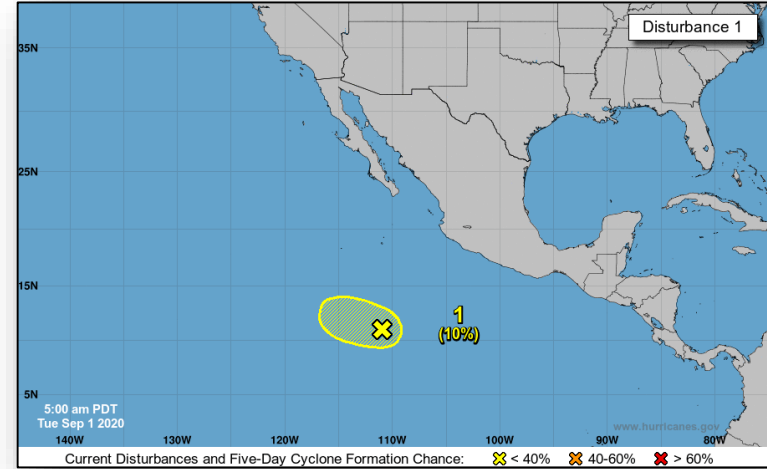 Disturbance 1
35N
25N
15N
1
(10%)
5N
5:00 am PDT
Tue Sep 1 2020
www.hurricanes.gov
140W 130W 120W 110W 100W 90W 80W
Current Disturbances and Five-Day Cyclone Formation Chance: < 40% 40-60% > 60%